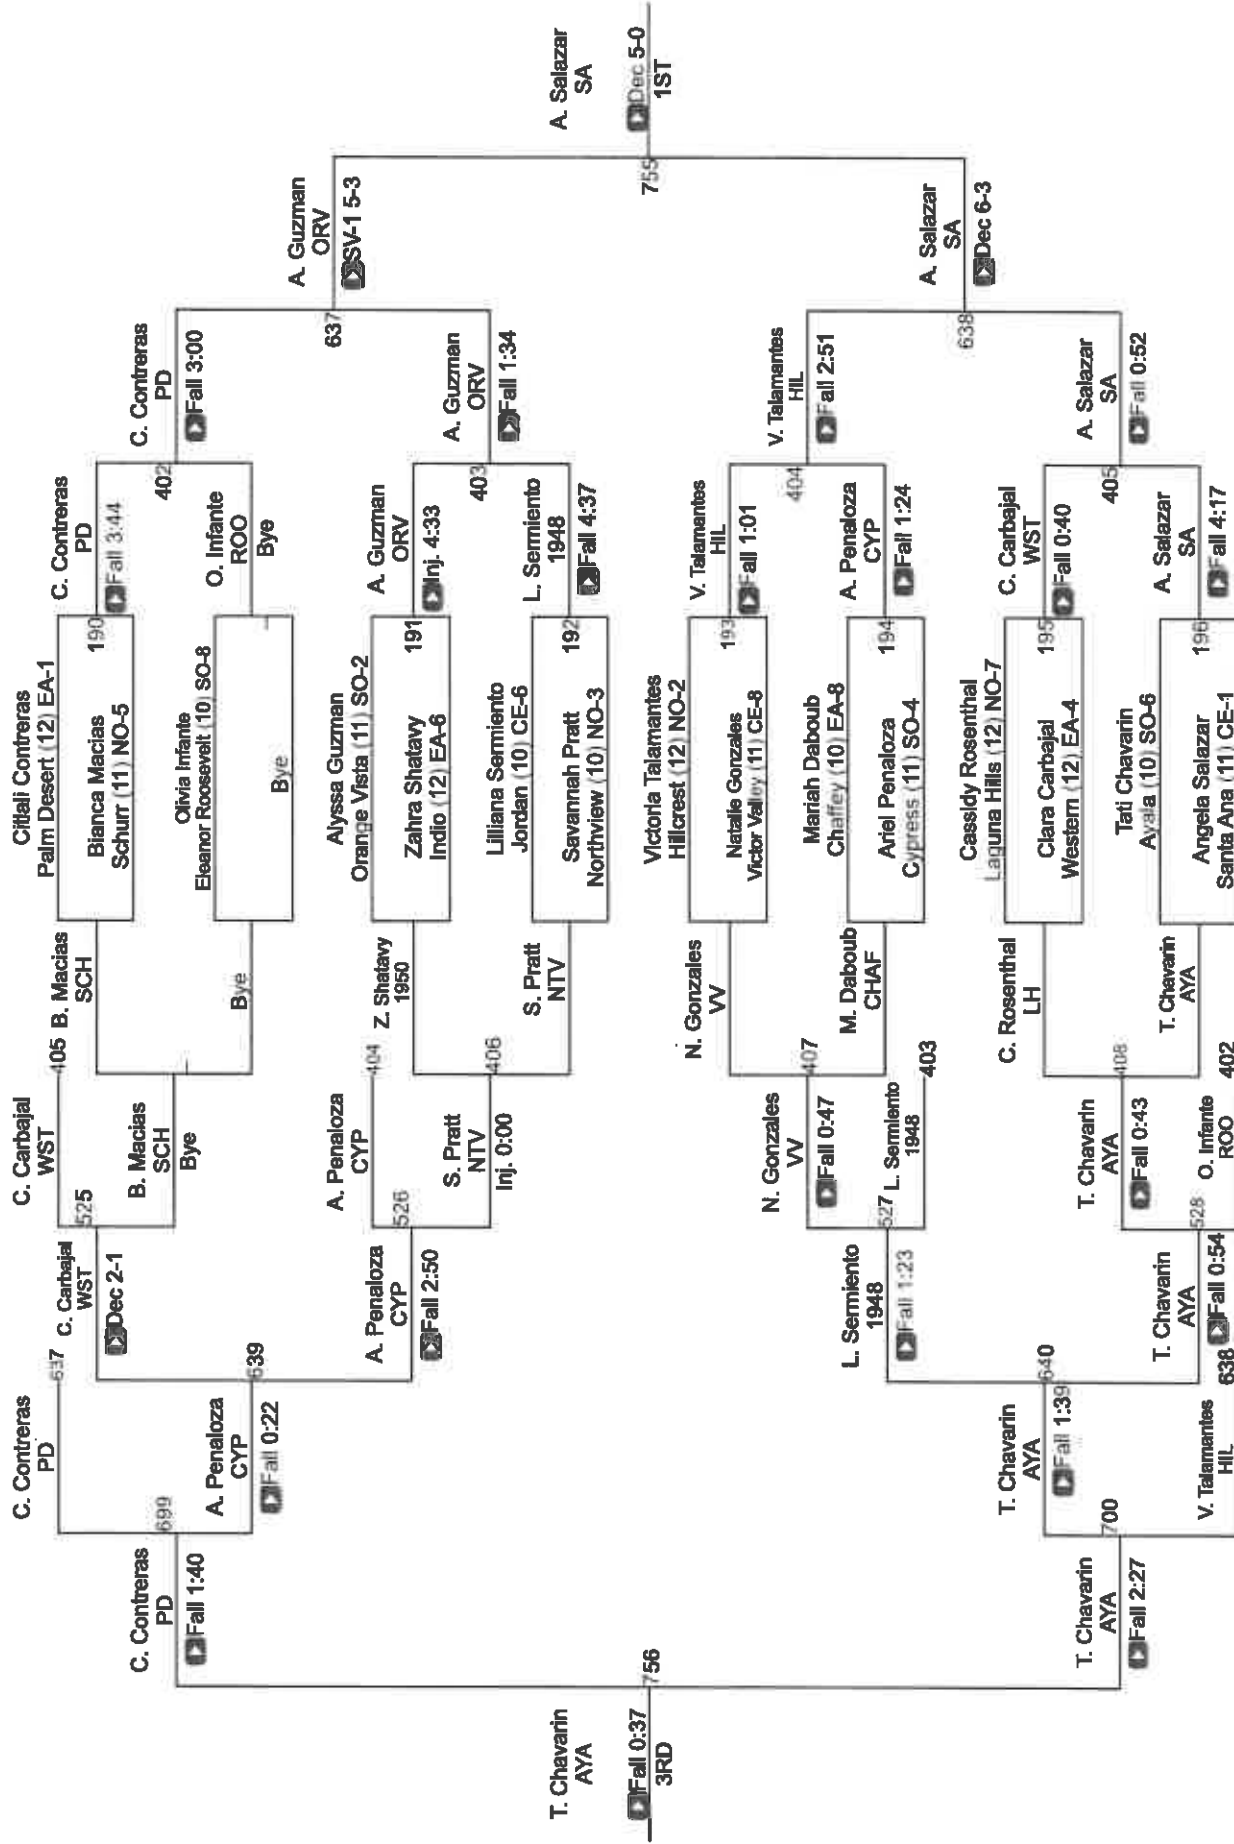 C. Contreras
PD
637
C. Carbajal
WST
405
B. Macias
SCH
Citlali Contreras
Palm Desert (12) EA-1
Bianca Macias
Schurr (11) NO-5
190
C. Contreras
PD
Fall 3:44
C. Contreras
PD
Fall 3:00
402
C. Carbajal
WST
Dec 2-1
525
B. Macias
SCH
Bye
Bye
Olivia Infante
Eleanor Roosevelt (10) SO-8
Bye
O. Infante
ROO
Bye
C. Contreras
PD
Fall 1:40
699
A. Penaloza
CYP
Fall 0:22
639
A. Guzman
ORV
SV-1 5-3
637
A. Penaloza
CYP
404
Z. Shatavy
1950
Alyssa Guzman
Orange Vista (11) SO-2
Zahra Shatavy
Indio (12) EA-6
191
A. Guzman
ORV
Inj. 4:33
A. Guzman
ORV
Fall 1:34
403
A. Penaloza
CYP
Fall 2:50
526
S. Pratt
NTV
Inj. 0:00
406
S. Pratt
NTV
Lilliana Sermiento
Jordan (10) CE-6
Savannah Pratt
Northview (10) NO-3
192
L. Sermiento
1948
Fall 4:37
T. Chavarin
AYA
Fall 0:37
3RD
756
A. Salazar
SA
Dec 5-0
1ST
755
N. Gonzales
VV
Victoria Talamantes
Hillcrest (12) NO-2
Natalie Gonzales
Victor Valley (11) CE-8
193
V. Talamantes
HIL
Fall 1:01
V. Talamantes
HIL
Fall 2:51
404
N. Gonzales
VV
Fall 0:47
407
M. Daboub
CHAF
Mariah Daboub
Chaffey (10) EA-8
Ariel Penaloza
Cypress (11) SO-4
194
A. Penaloza
CYP
Fall 1:24
L. Sermiento
1948
Fall 1:23
527
L. Sermiento
1948
403
A. Salazar
SA
Dec 6-3
638
C. Rosenthal
LH
Cassidy Rosenthal
Laguna Hills (12) NO-7
Clara Carbajal
Western (12) EA-4
195
C. Carbajal
WST
Fall 0:40
T. Chavarin
AYA
Fall 1:39
640
T. Chavarin
AYA
Fall 0:43
408
A. Salazar
SA
Fall 0:52
405
T. Chavarin
AYA
Fall 2:27
700
T. Chavarin
AYA
Fall 0:54
528
T. Chavarin
AYA
Tati Chavarin
Ayala (10) SO-6
Angela Salazar
Santa Ana (11) CE-1
196
A. Salazar
SA
Fall 4:17
V. Talamantes
HIL
638
O. Infante
ROO
402